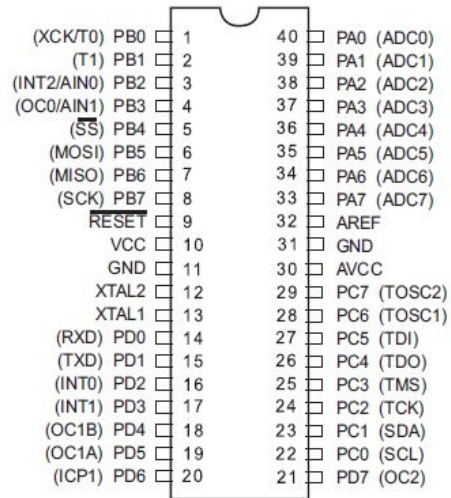 (XCK/T0) PB0 1 40 PA0 (ADC0)
(T1) PB1 2 39 PA1 (ADC1)
(INT2/AIN0) PB2 3 38 PA2 (ADC2)
(OC0/AIN1) PB3 4 37 PA3 (ADC3)
(SS) PB4 5 36 PA4 (ADC4)
(MOSI) PB5 6 35 PA5 (ADC5)
(MISO) PB6 7 34 PA6 (ADC6)
(SCK) PB7 8 33 PA7 (ADC7)
RESET 9 32 AREF
VCC 10 31 GND
GND 11 30 AVCC
XTAL2 12 29 PC7 (TOSC2)
XTAL1 13 28 PC6 (TOSC1)
(RXD) PD0 14 27 PC5 (TDI)
(TXD) PD1 15 26 PC4 (TDO)
(INT0) PD2 16 25 PC3 (TMS)
(INT1) PD3 17 24 PC2 (TCK)
(OC1B) PD4 18 23 PC1 (SDA)
(OC1A) PD5 19 22 PC0 (SCL)
(ICP1) PD6 20 21 PD7 (OC2)